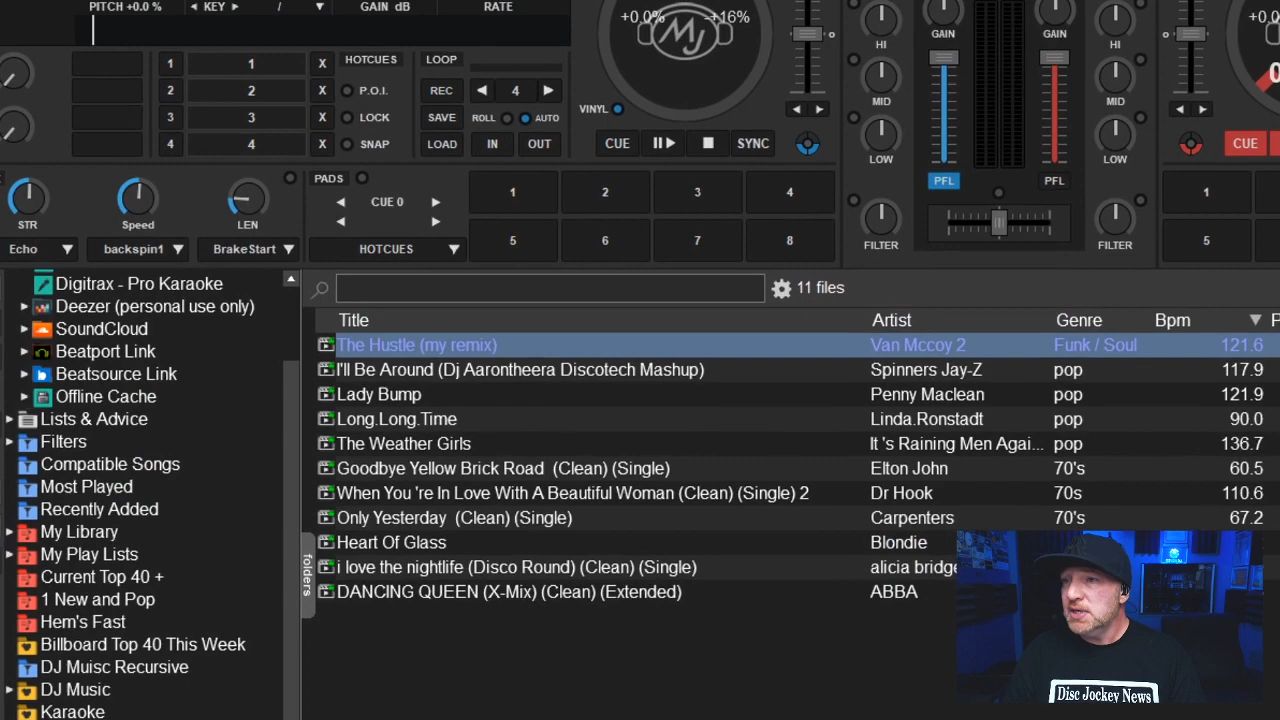 PITCH +0.0 % ◄ KEY ► / ▼ GAIN dB RATE
+0.0% -+16% +0.0
HI GAIN GAIN HI
MJ
1 1 X HOTCUES LOOP
2 2 X P.O.I. REC ◄ 4 ► MID MID
3 3 X LOCK SAVE ROLL AUTO VINYL
4 4 X SNAP LOAD IN OUT CUE SYNC LOW LOW CUE
STR Speed LEN PADS CUE 0 1 2 3 4 PFL PFL 1
Echo backspin1 BrakeStart HOTCUES 5 6 7 8 FILTER FILTER 5
Digitrax - Pro Karaoke
Deezer (personal use only)
SoundCloud
Beatport Link
Beatsource Link
Offline Cache
Lists & Advice
Filters
Compatible Songs
Most Played
Recently Added
My Library
My Play Lists
Current Top 40 +
1 New and Pop
Hem's Fast
Billboard Top 40 This Week
DJ Muisc Recursive
DJ Music
Karaoke
folders
11 files
Title Artist Genre Bpm
The Hustle (my remix) Van Mccoy 2 Funk / Soul 121.6
I'll Be Around (Dj Aarontheera Discotech Mashup) Spinners Jay-Z pop 117.9
Lady Bump Penny Maclean pop 121.9
Long.Long.Time Linda.Ronstadt pop 90.0
The Weather Girls It 's Raining Men Agai... pop 136.7
Goodbye Yellow Brick Road (Clean) (Single) Elton John 70's 60.5
When You 're In Love With A Beautiful Woman (Clean) (Single) 2 Dr Hook 70s 110.6
Only Yesterday (Clean) (Single) Carpenters 70's 67.2
Heart Of Glass Blondie
i love the nightlife (Disco Round) (Clean) (Single) alicia bridge
DANCING QUEEN (X-Mix) (Clean) (Extended) ABBA
Disc Jockey News